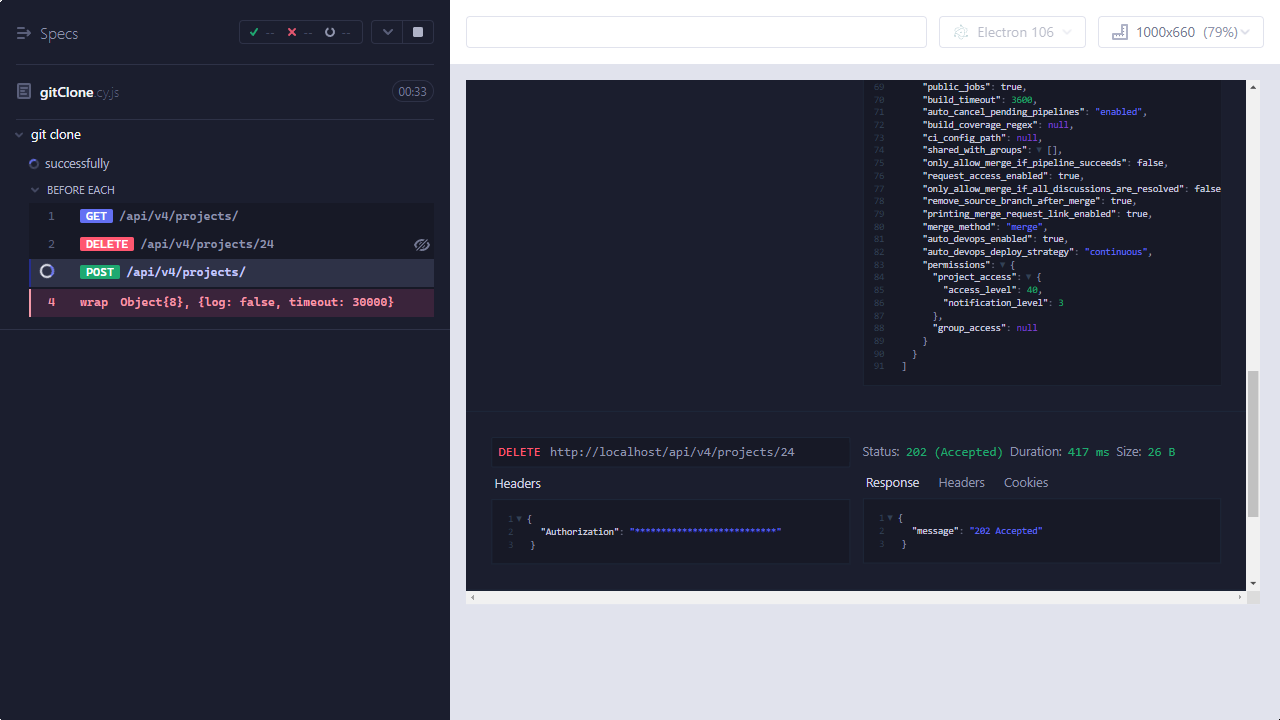 Specs
-- -- --
gitClone.cy.js 00:33
git clone
successfully
BEFORE EACH
1 GET /api/v4/projects/
2 DELETE /api/v4/projects/24
POST /api/v4/projects/
4 wrap Object{8}, {log: false, timeout: 30000}
Electron 106
1000x660 (79%)
69 "public_jobs": true,
70 "build_timeout": 3600,
71 "auto_cancel_pending_pipelines": "enabled",
72 "build_coverage_regex": null,
73 "ci_config_path": null,
74 "shared_with_groups": [],
75 "only_allow_merge_if_pipeline_succeeds": false,
76 "request_access_enabled": true,
77 "only_allow_merge_if_all_discussions_are_resolved": false
78 "remove_source_branch_after_merge": true,
79 "printing_merge_request_link_enabled": true,
80 "merge_method": "merge",
81 "auto_devops_enabled": true,
82 "auto_devops_deploy_strategy": "continuous",
83 "permissions": {
84 "project_access": {
85 "access_level": 40,
86 "notification_level": 3
87 },
88 "group_access": null
89 }
90 }
91 ]
DELETE http://localhost/api/v4/projects/24
Headers
1 {
2 "Authorization": "***************************"
3 }
Status: 202 (Accepted) Duration: 417 ms Size: 26 B
Response Headers Cookies
1 {
2 "message": "202 Accepted"
3 }